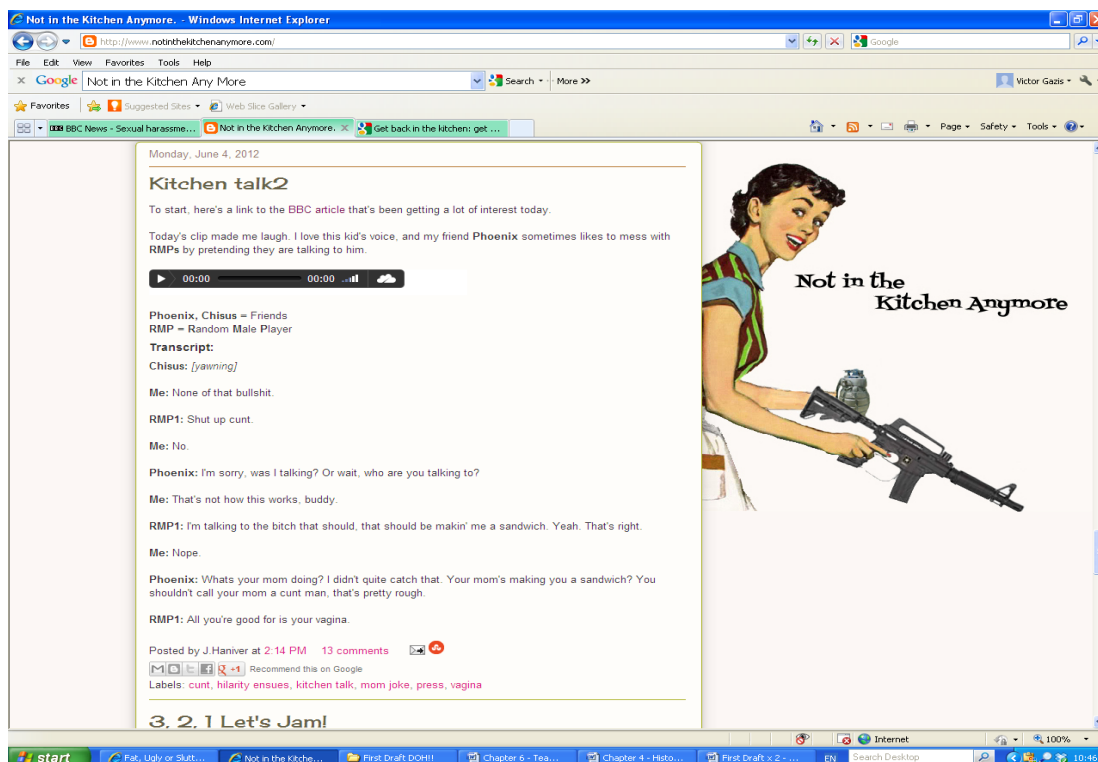 Not in the Kitchen Anymore. - Windows Internet Explorer
http://www.notinthekitchenanymore.com/
Google
File Edit View Favorites Tools Help
Google Not in the Kitchen Any More Search More >> Victor Gazis
Favorites Suggested Sites Web Slice Gallery
BBC News - Sexual harassme... Not in the Kitchen Anymore. Get back in the kitchen: get ... Page Safety Tools
Monday, June 4, 2012
Kitchen talk2
To start, here's a link to the BBC article that's been getting a lot of interest today.
Today's clip made me laugh. I love this kid's voice, and my friend Phoenix sometimes likes to mess with
RMPs by pretending they are talking to him.
00:00 00:00
Phoenix, Chisus = Friends
RMP = Random Male Player
Transcript:
Chisus: [yawning]
Me: None of that bullshit.
RMP1: Shut up cunt.
Me: No.
Phoenix: I'm sorry, was I talking? Or wait, who are you talking to?
Me: That's not how this works, buddy.
RMP1: I'm talking to the bitch that should, that should be makin' me a sandwich. Yeah. That's right.
Me: Nope.
Phoenix: Whats your mom doing? I didn't quite catch that. Your mom's making you a sandwich? You
shouldn't call your mom a cunt man, that's pretty rough.
RMP1: All you're good for is your vagina.
Posted by J.Haniver at 2:14 PM 13 comments
+1 Recommend this on Google
Labels: cunt, hilarity ensues, kitchen talk, mom joke, press, vagina
3, 2, 1 Let's Jam!
Not in the
Kitchen Anymore
Internet 100%
start Fat, Ugly or Slutt... Not in the Kitche... First Draft DOH!! Chapter 6 - Tea... Chapter 4 - Histo... First Draft x 2 - ... EN Search Desktop 10:46